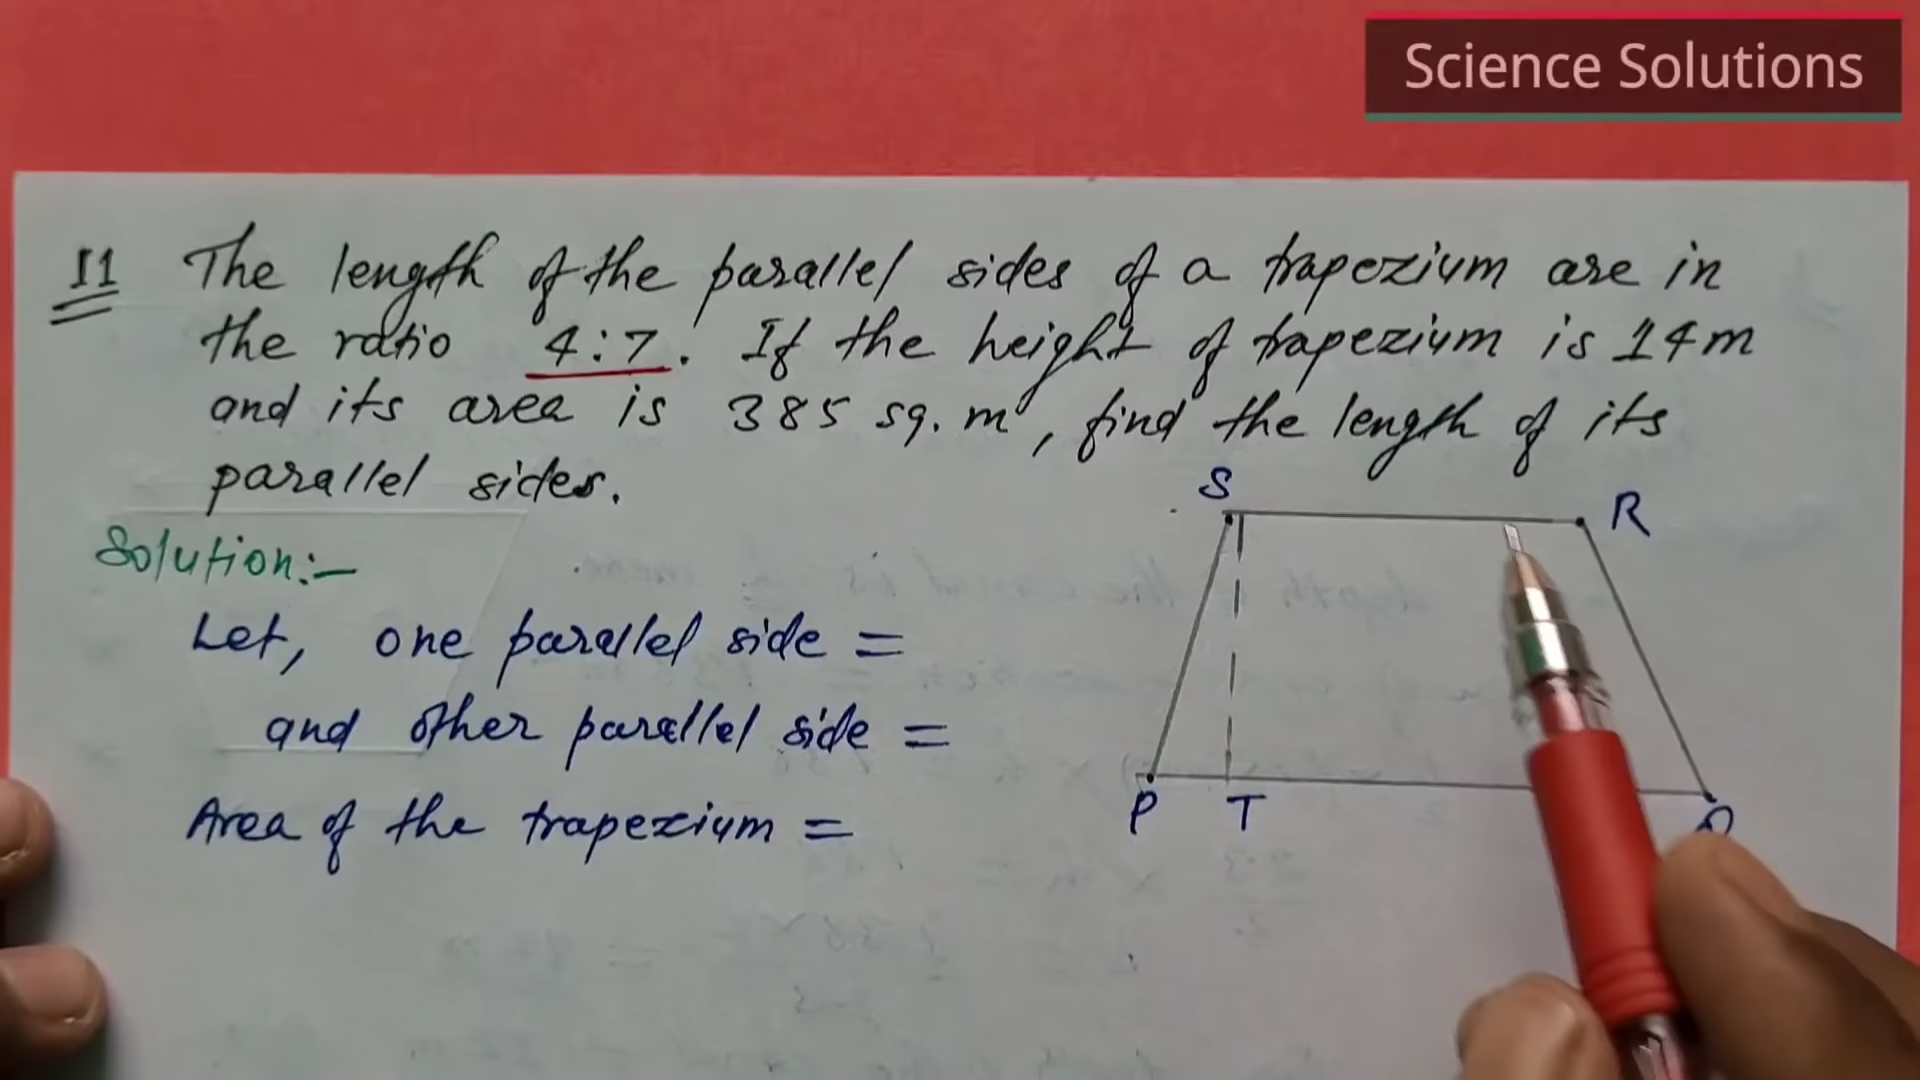 Science Solutions
11 The length of the parallel sides of a trapezium are in
the ratio 4:7. If the height of trapezium is 14m
and its area is 385 sq. m, find the length of its
parallel sides.
S
R
Solution:-
Let, one parallel side =
and other parallel side =
P T Q
Area of the trapezium =